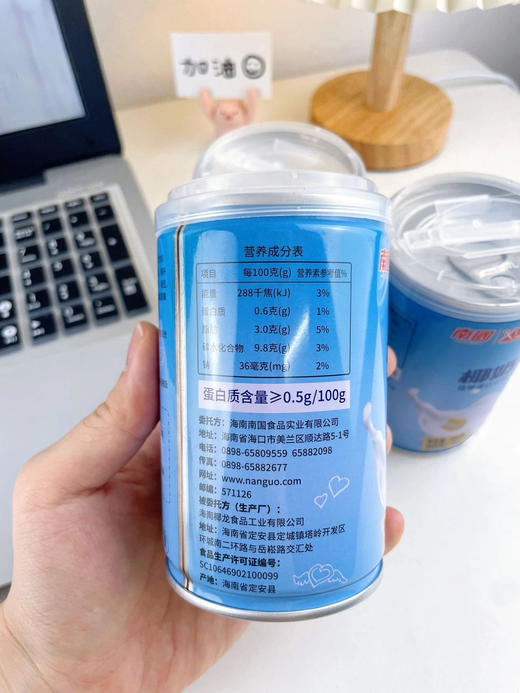 加油
营养成分表
项目 每100克(g) 营养素参考值%
能量 288千焦(kJ) 3%
蛋白质 0.6克(g) 1%
脂肪 3.0克(g) 5%
碳水化合物 9.8克(g) 3%
钠 36毫克(mg) 2%
蛋白质含量≥0.5g/100g
委托方：海南南国食品实业有限公司
地址：海南省海口市美兰区顺达路5-1号
电话：0898-65809559 65882098
传真：0898-65882677
网址：www.nanguo.com
邮编：571126
被委托方（生产厂）：
海南椰龙食品工业有限公司
地址：海南省定安县定城镇塔岭开发区
环城南二环路与岳崧路交汇处
食品生产许可证编号：
SC10646902100099
产地：海南省定安县
南
南国
椰